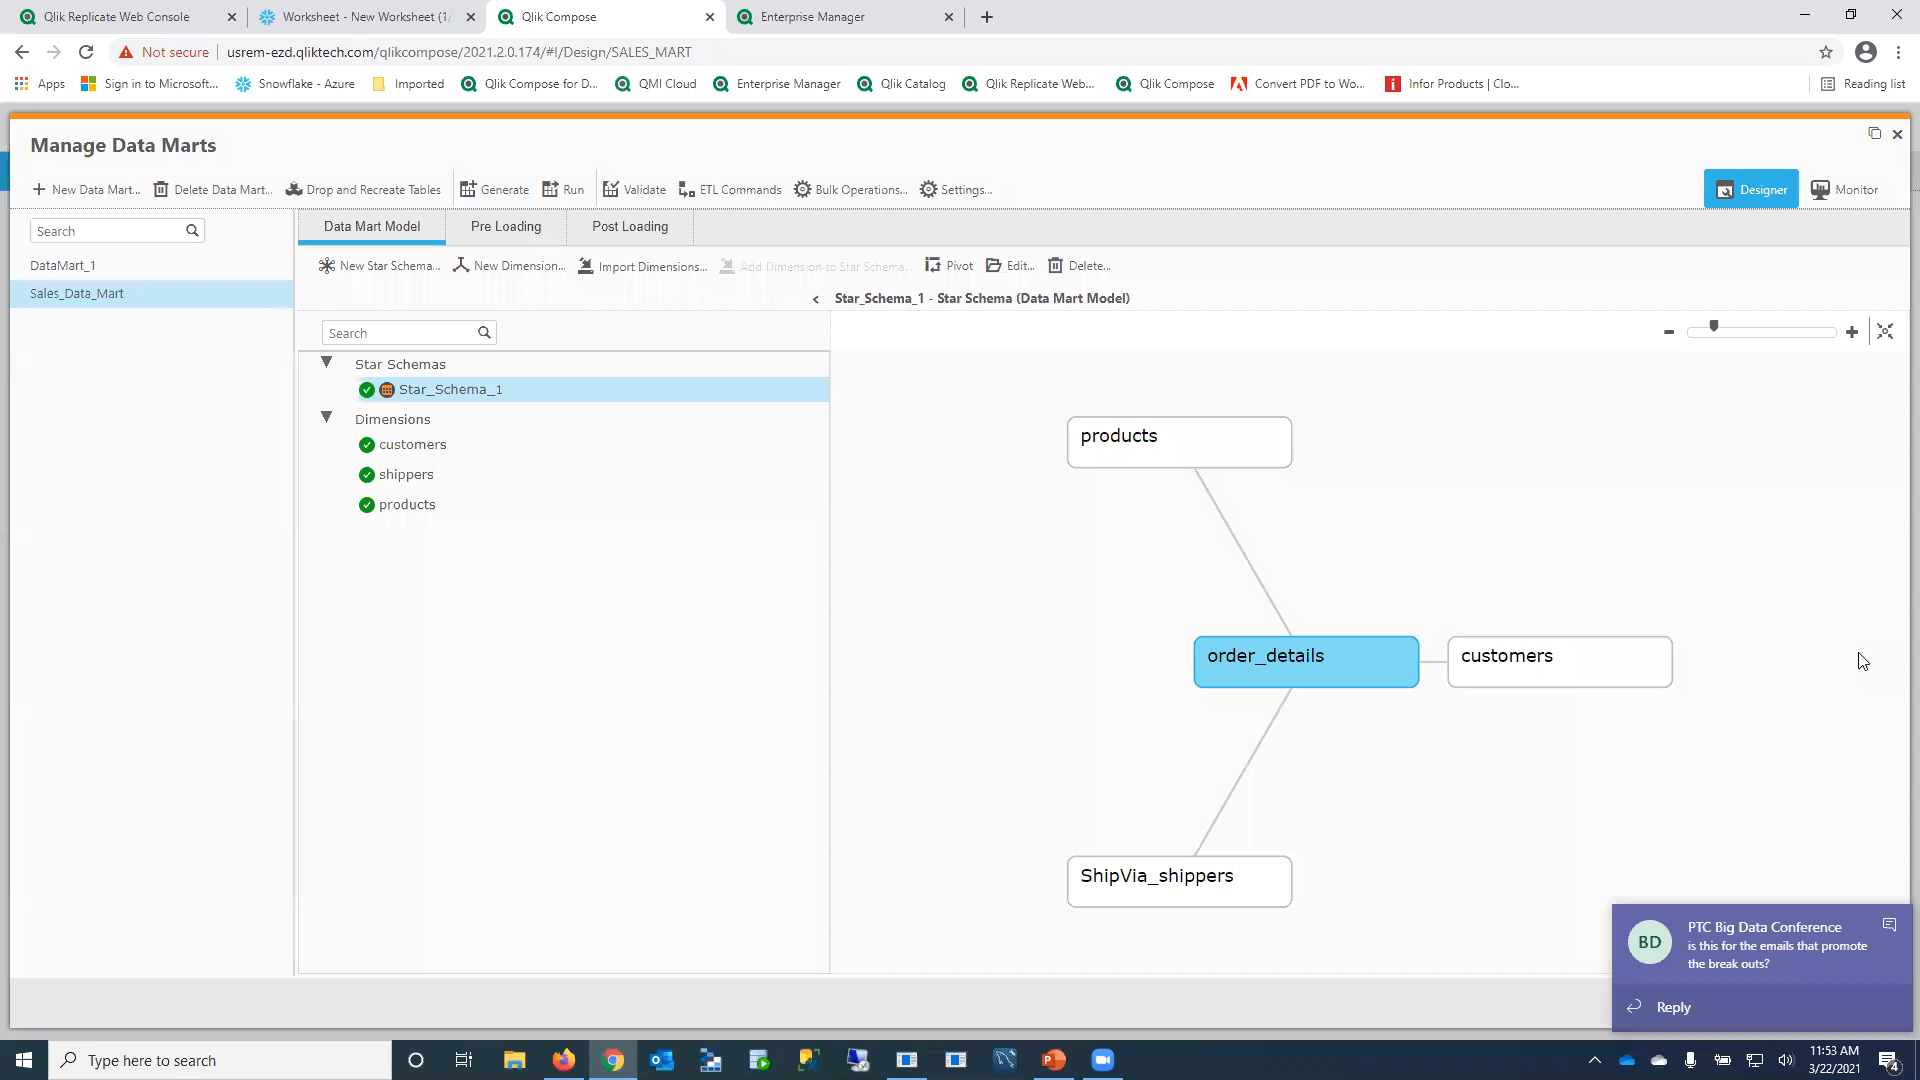 Qlik Replicate Web Console
Worksheet - New Worksheet (1/
Qlik Compose
Enterprise Manager
Not secure
usrem-ezd.qliktech.com/qlikcompose/2021.2.0.174/#!/Design/SALES_MART
Apps
Sign in to Microsoft...
Snowflake - Azure
Imported
Qlik Compose for D...
QMI Cloud
Enterprise Manager
Qlik Catalog
Qlik Replicate Web...
Qlik Compose
Convert PDF to Wo...
Infor Products | Clo...
Reading list
Manage Data Marts
New Data Mart...
Delete Data Mart...
Drop and Recreate Tables
Generate
Run
Validate
ETL Commands
Bulk Operations...
Settings...
Designer
Monitor
Search
DataMart_1
Sales_Data_Mart
Data Mart Model
Pre Loading
Post Loading
New Star Schema...
New Dimension...
Import Dimensions...
Add Dimension to Star Schema...
Pivot
Edit...
Delete...
Star_Schema_1 - Star Schema (Data Mart Model)
Search
Star Schemas
Star_Schema_1
Dimensions
customers
shippers
products
products
order_details
customers
ShipVia_shippers
BD
PTC Big Data Conference
is this for the emails that promote
the break outs?
Reply
Type here to search
11:53 AM
3/22/2021
4